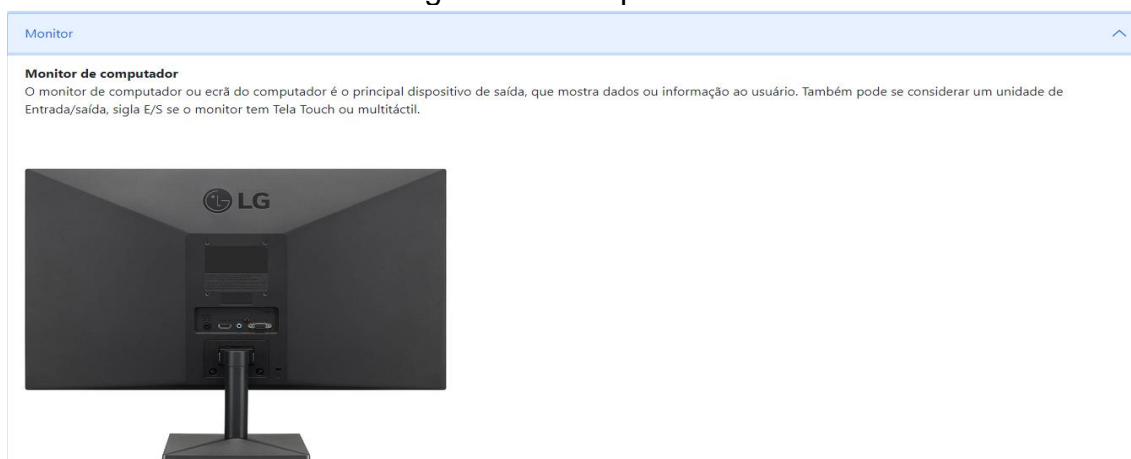 Monitor
Monitor de computador
O monitor de computador ou ecrã do computador é o principal dispositivo de saída, que mostra dados ou informação ao usuário. Também pode se considerar um unidade de
Entrada/saída, sigla E/S se o monitor tem Tela Touch ou multitáctil.
LG